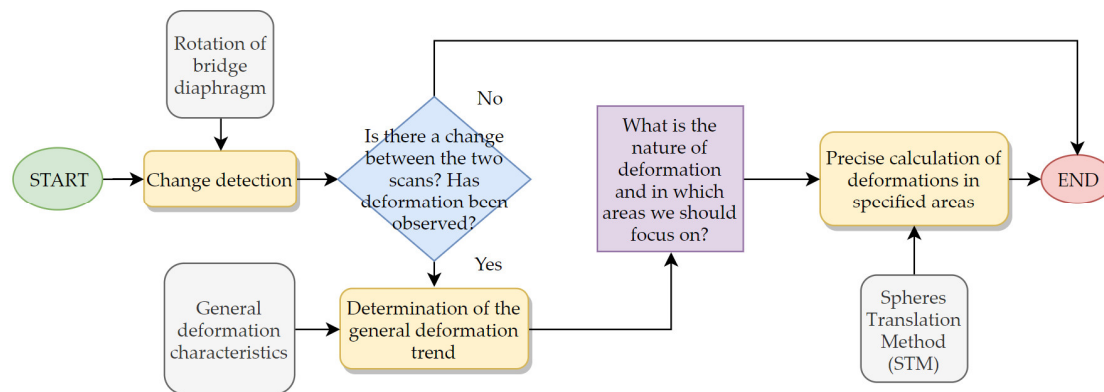 Rotation of
bridge
diaphragm
START
Change detection
No
Is there a change
between the two
scans? Has
deformation been
observed?
Yes
General
deformation
characteristics
Determination of the
general deformation
trend
What is the
nature of
deformation
and in which
areas we should
focus on?
Precise calculation of
deformations in
specified areas
END
Spheres
Translation
Method
(STM)